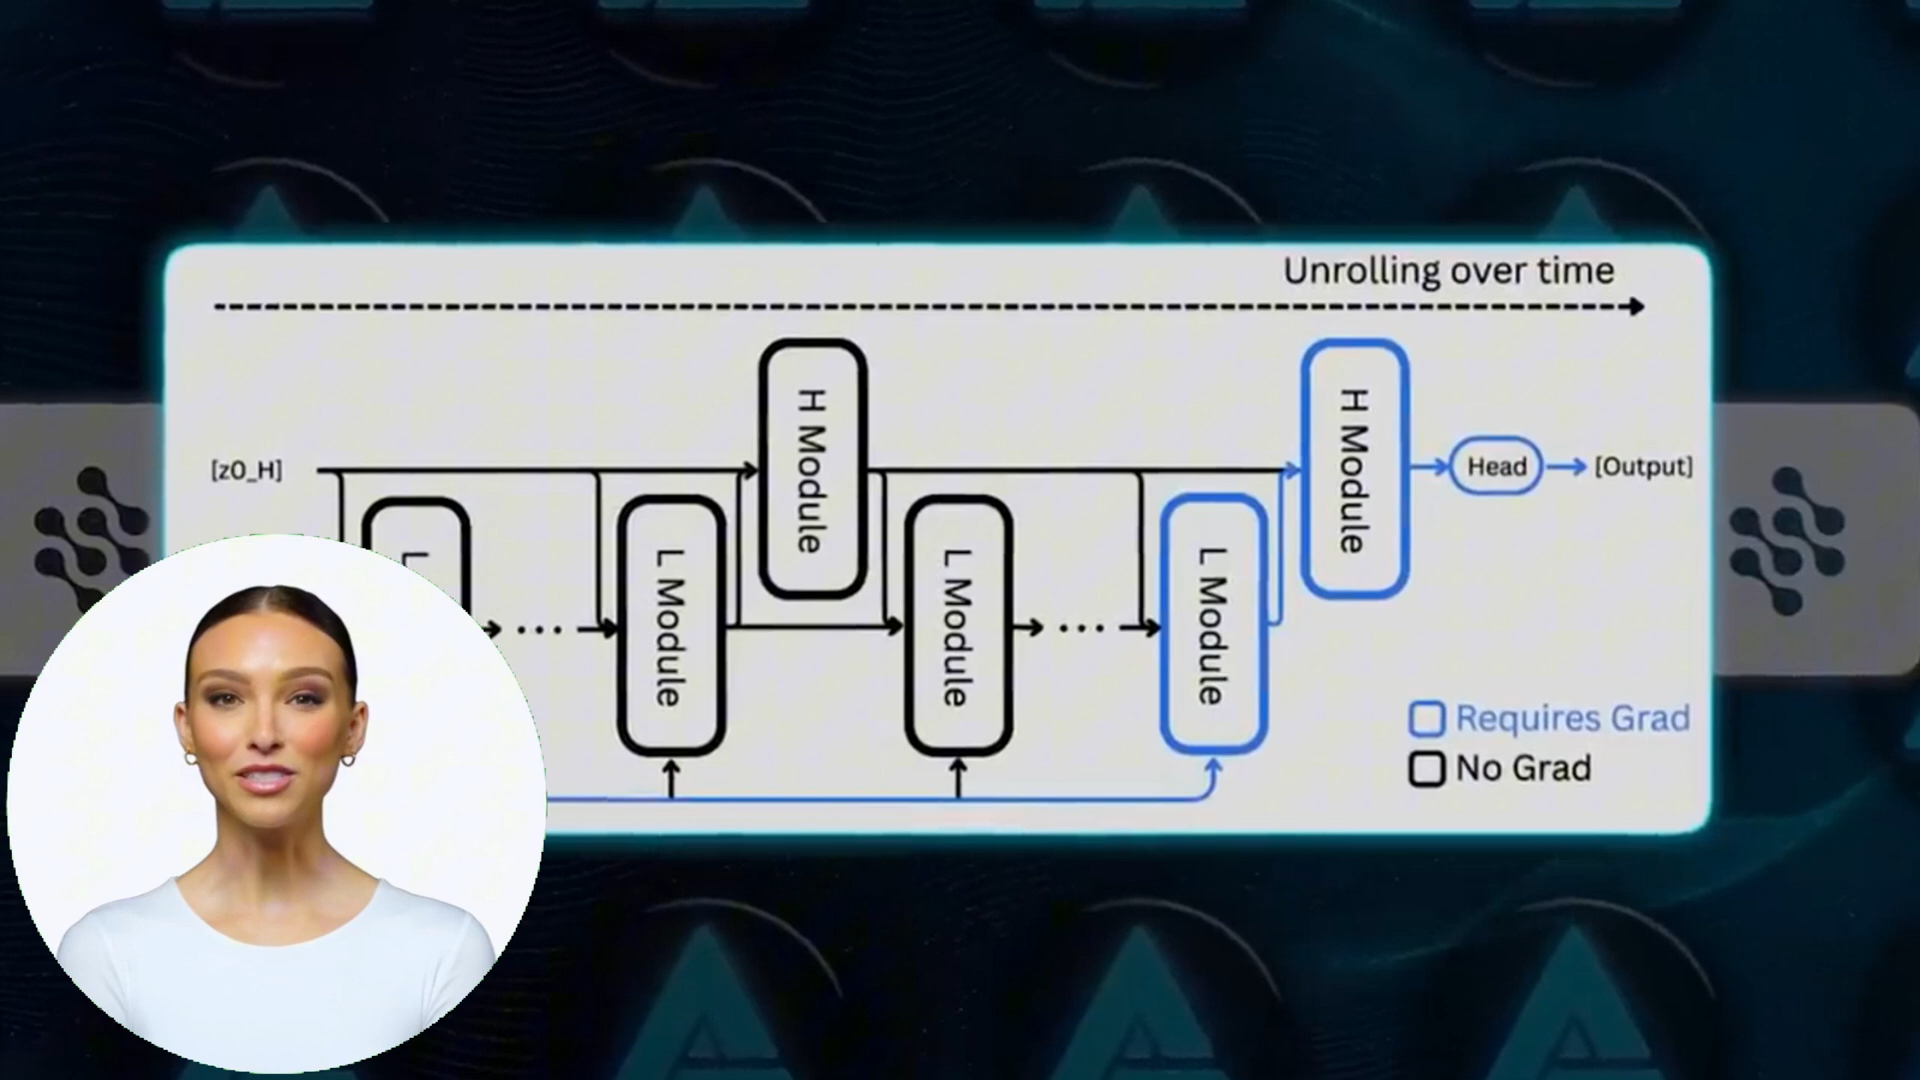 Unrolling over time
H Module
H Module
[z0_H]
Head
[Output]
L
L Module
L Module
L Module
Requires Grad
No Grad